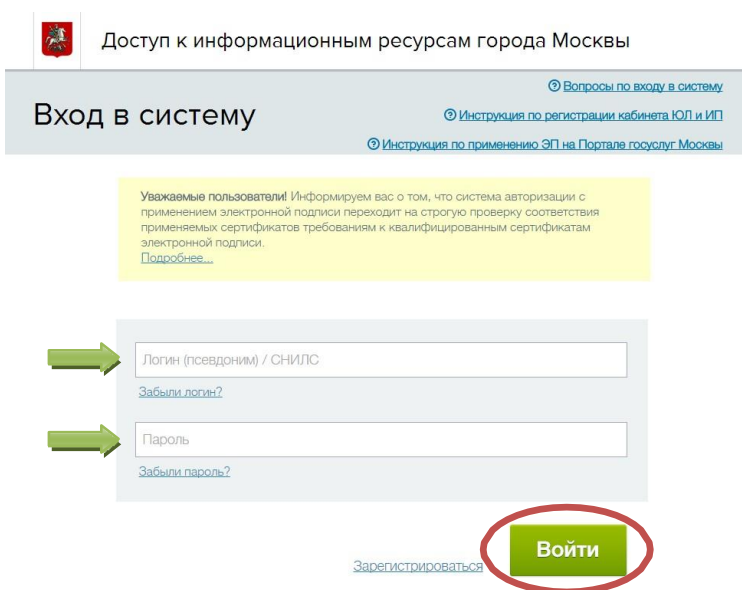 Доступ к информационным ресурсам города Москвы
Вопросы по входу в систему
Вход в систему
Инструкция по регистрации кабинета ЮЛ и ИП
Инструкция по применению ЭП на Портале госуслуг Москвы
Уважаемые пользователи! Информируем вас о том, что система авторизации с
применением электронной подписи переходит на строгую проверку соответствия
применяемых сертификатов требованиям к квалифицированным сертификатам
электронной подписи.
Подробнее...
Логин (псевдоним) / СНИЛС
Забыли логин?
Пароль
Забыли пароль?
Войти
Зарегистрироваться